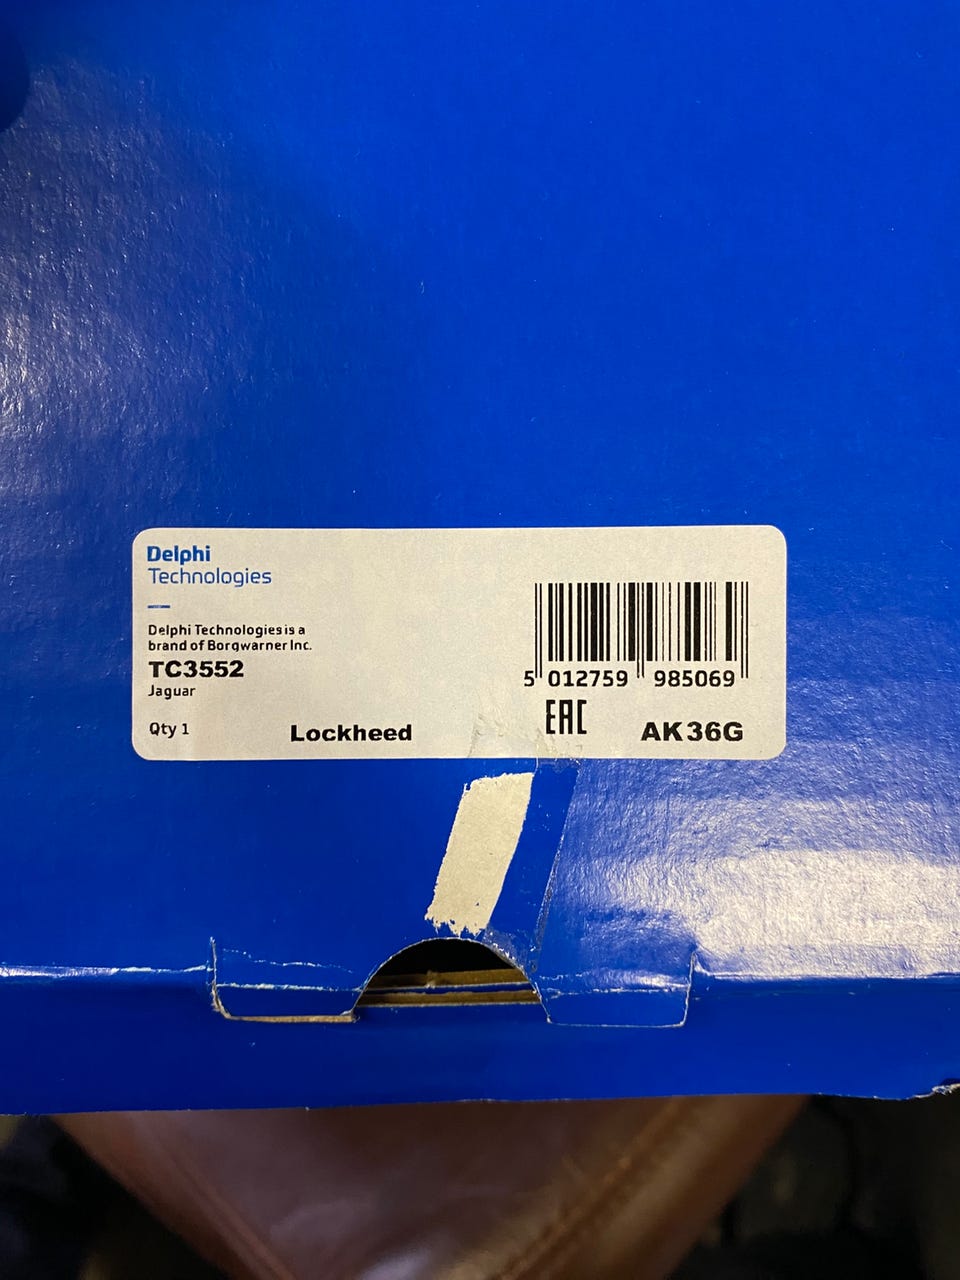 Delphi
Technologies
Delphi Technologies is a
brand of Borgwarner Inc.
TC3552
Jaguar
Qty 1
Lockheed
5 012759 985069
EAC
AK36G